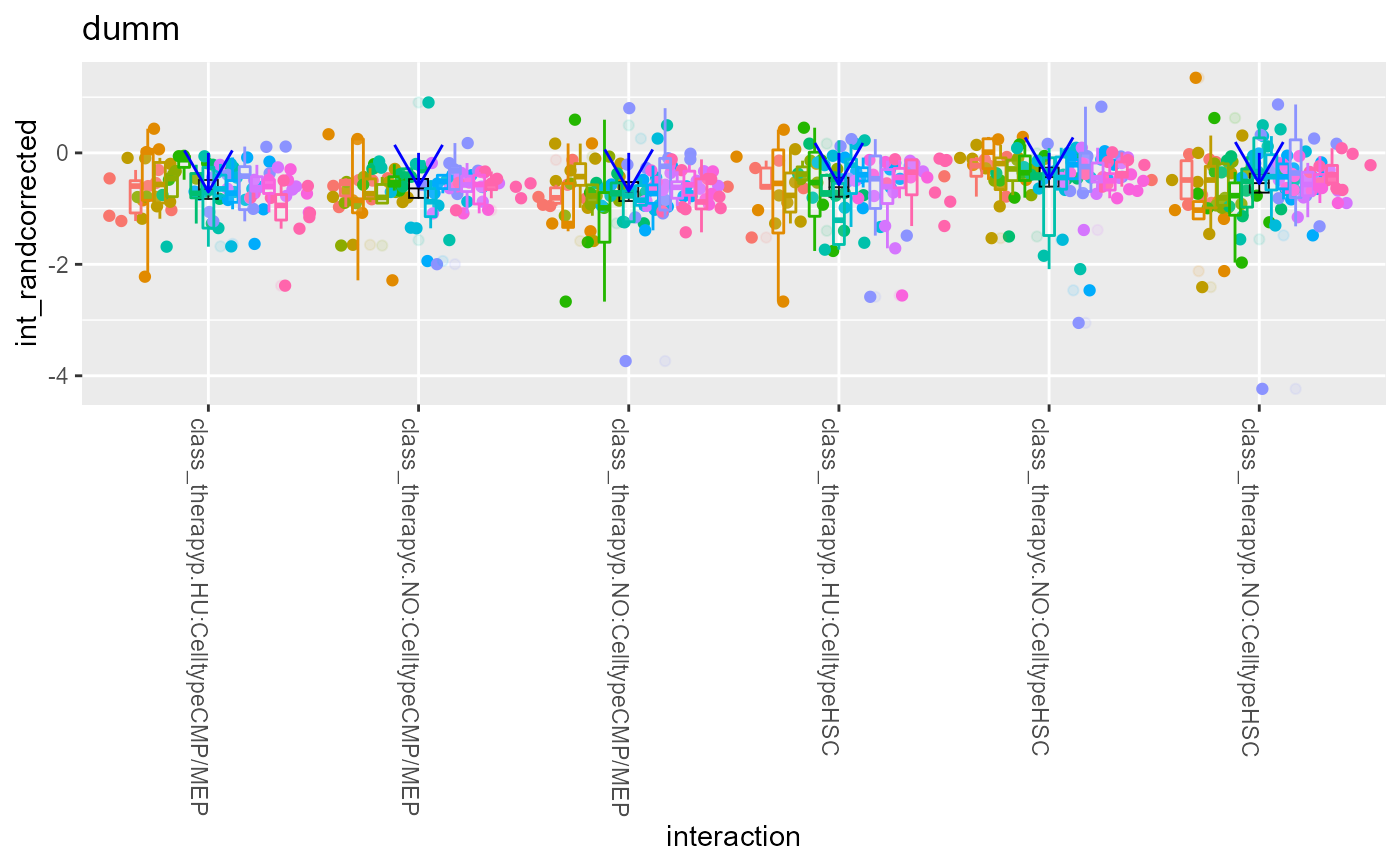 dumm
int_randcorrected
0
-2
-4
class_therapyp.HU:CelltypeCMP/MEP
class_therapyc.NO:CelltypeCMP/MEP
class_therapyp.NO:CelltypeCMP/MEP
class_therapyp.HU:CelltypeHSC
class_therapyc.NO:CelltypeHSC
class_therapyp.NO:CelltypeHSC
interaction